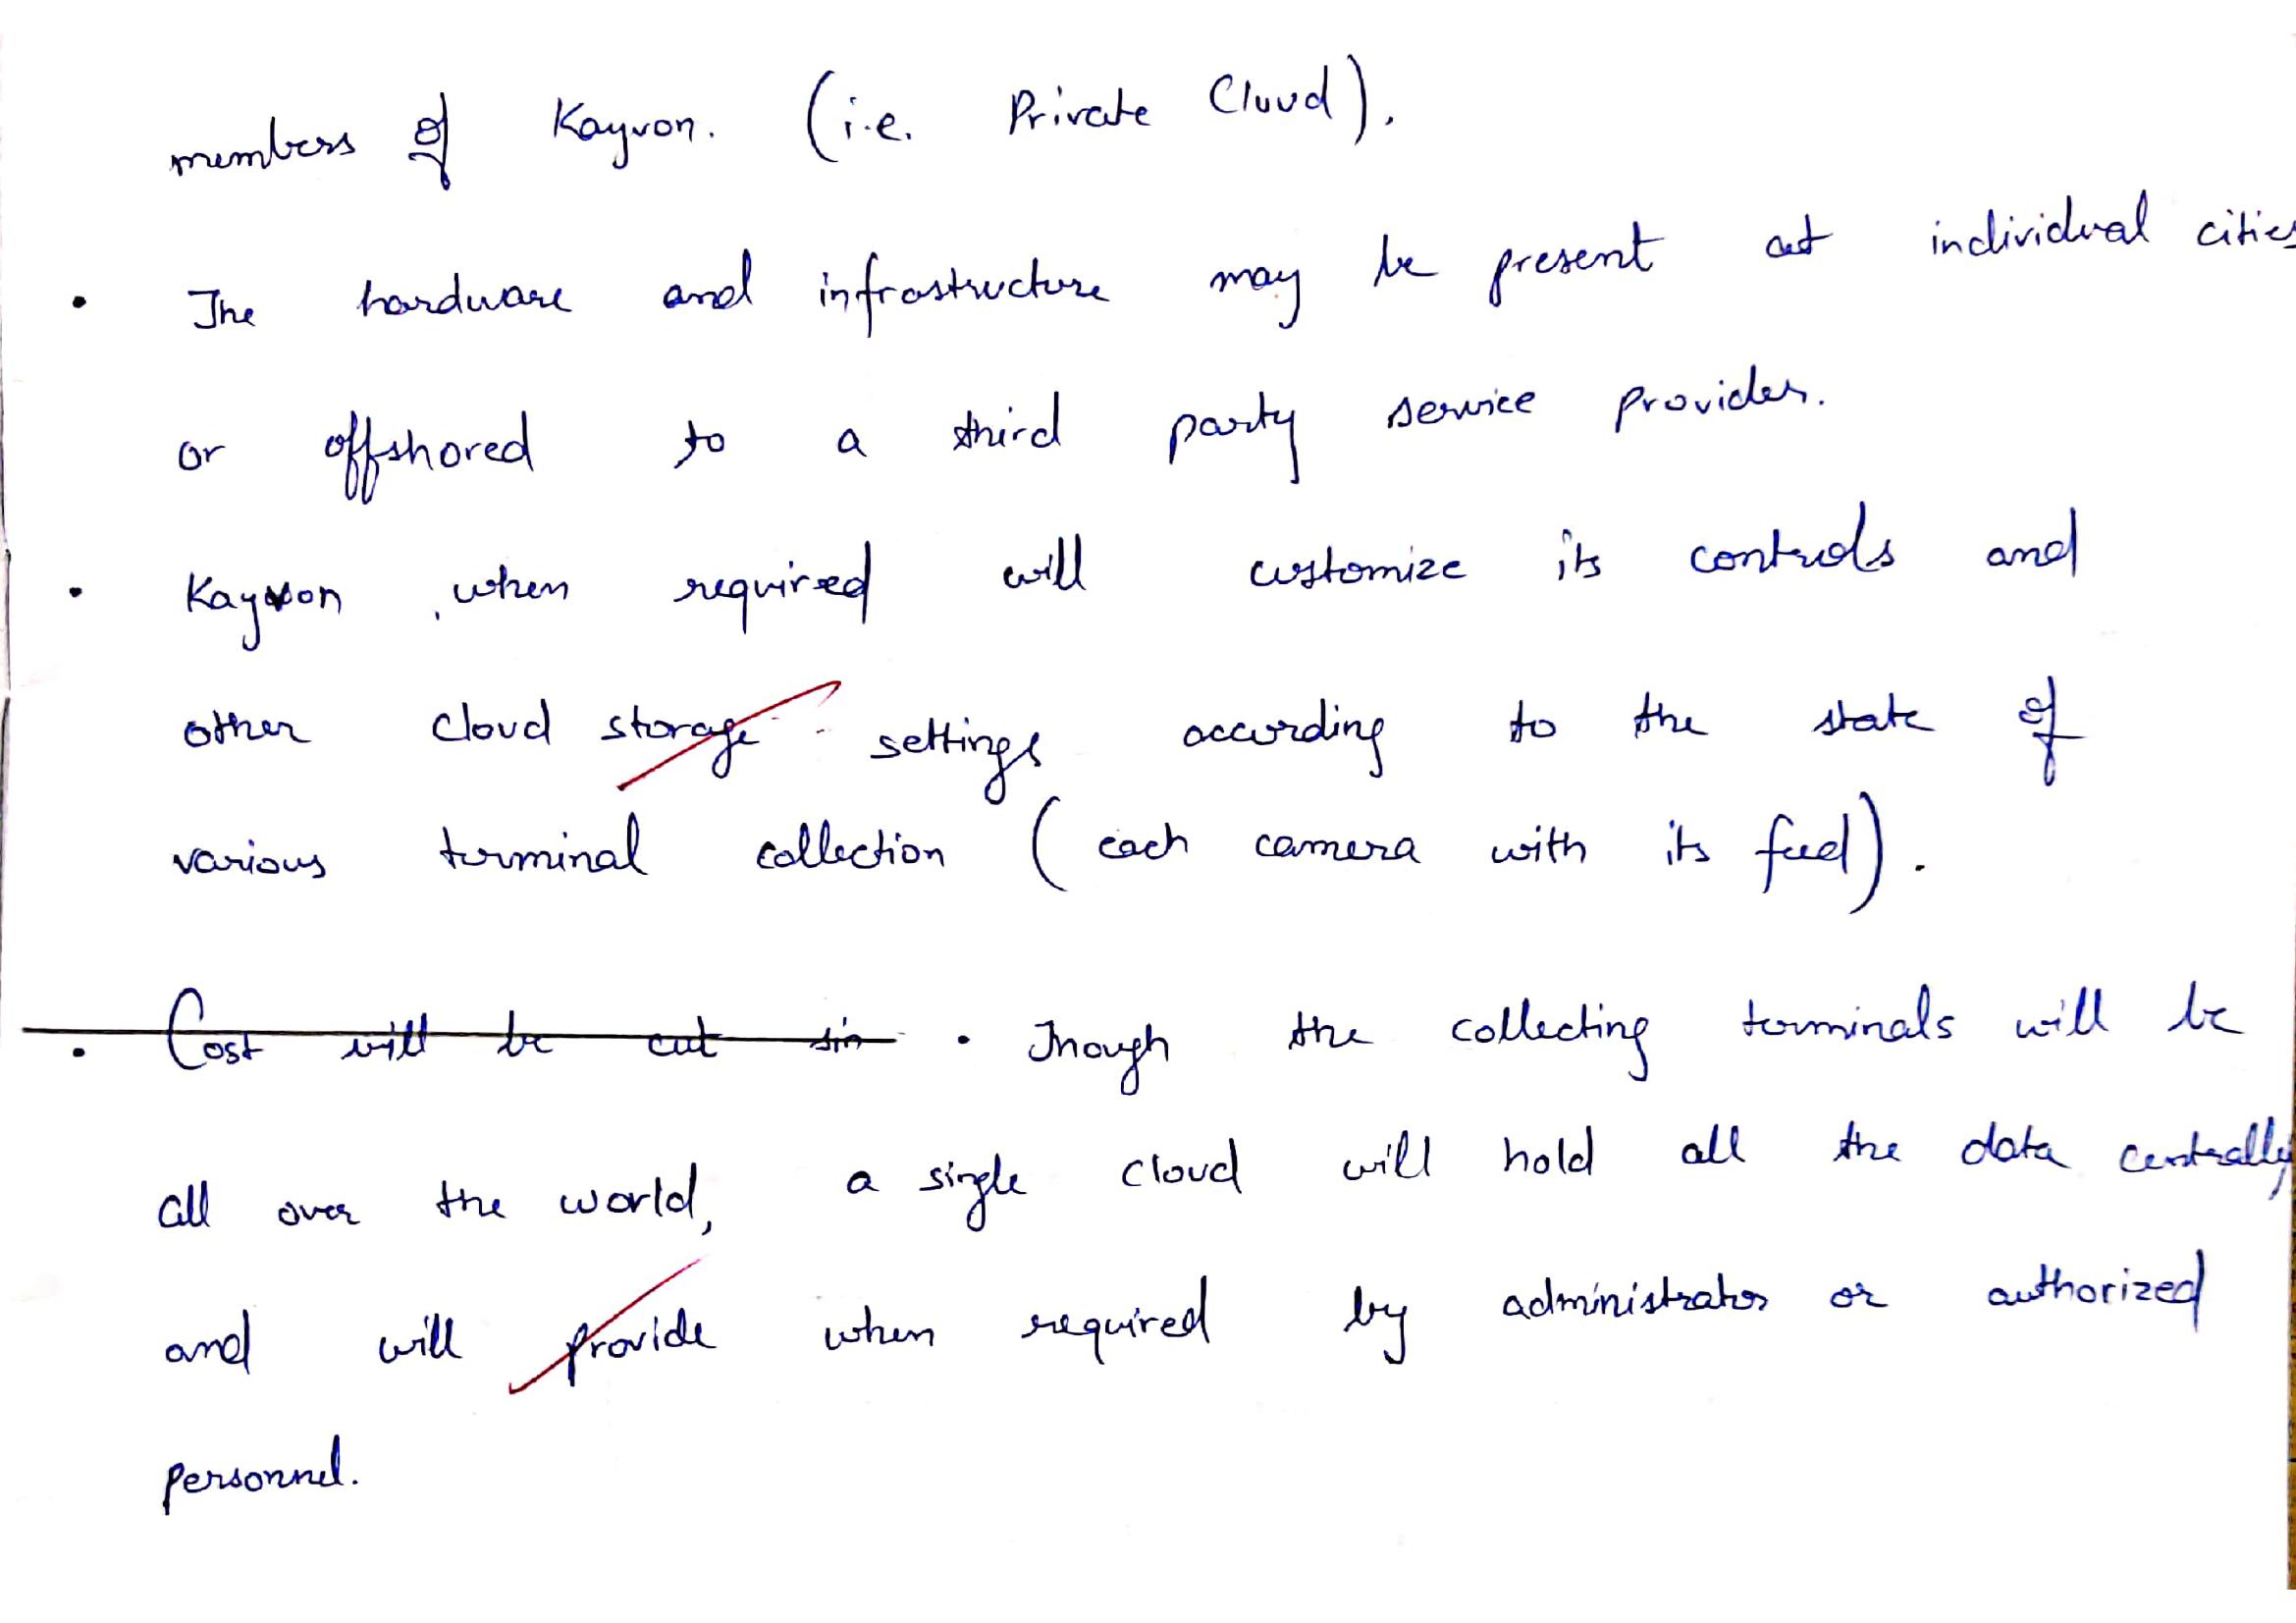 members of Kayvon. (i.e. Private Cloud).
• The hardware and infrastructure may be present at individual cities
or offshored to a third party service provider.
• Kayvon, when required will customize its controls and
other cloud storage settings according to the state of
various terminal collection (each camera with its feed).
• Cost will be cut sin • Though the collecting terminals will be
all over the world, a single cloud will hold all the data centrally
and will provide when required by administrator or authorized
personnel.